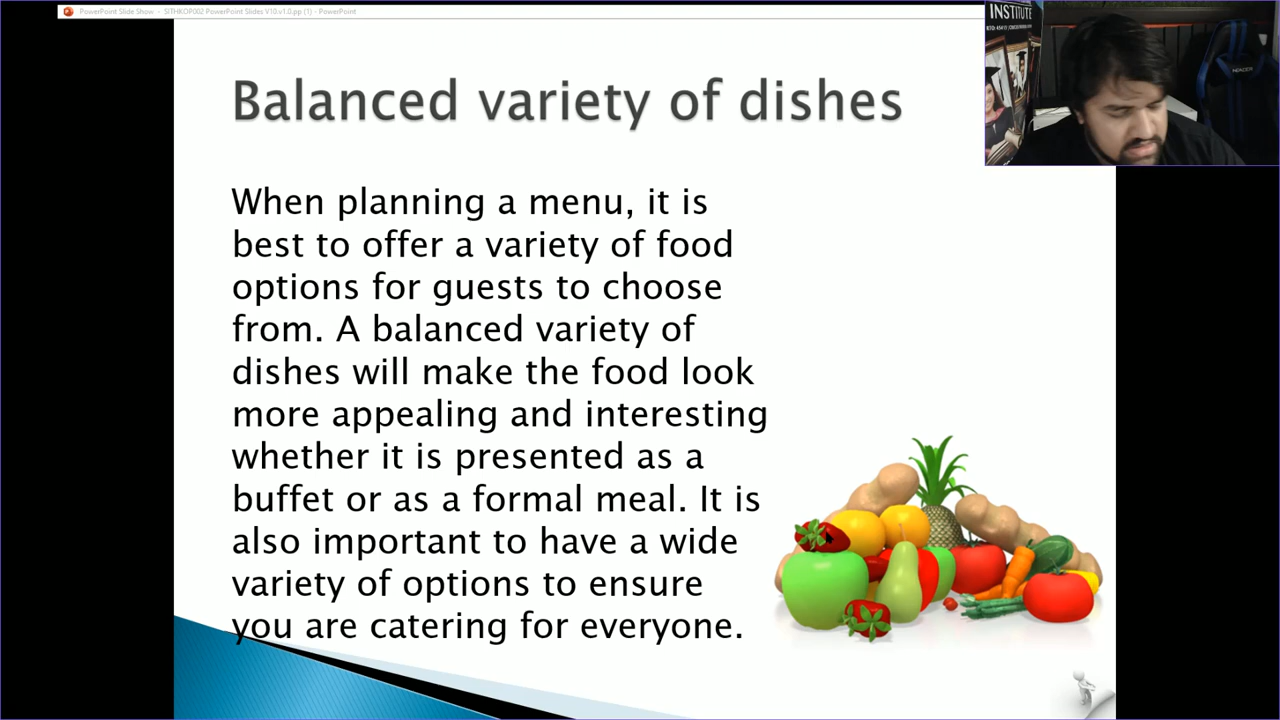 PowerPoint Slide Show - SITHKOP002 PowerPoint Slides V10.v1.0.pp (1) - PowerPoint
INSTITUTE
Balanced variety of dishes
When planning a menu, it is
best to offer a variety of food
options for guests to choose
from. A balanced variety of
dishes will make the food look
more appealing and interesting
whether it is presented as a
buffet or as a formal meal. It is
also important to have a wide
variety of options to ensure
you are catering for everyone.